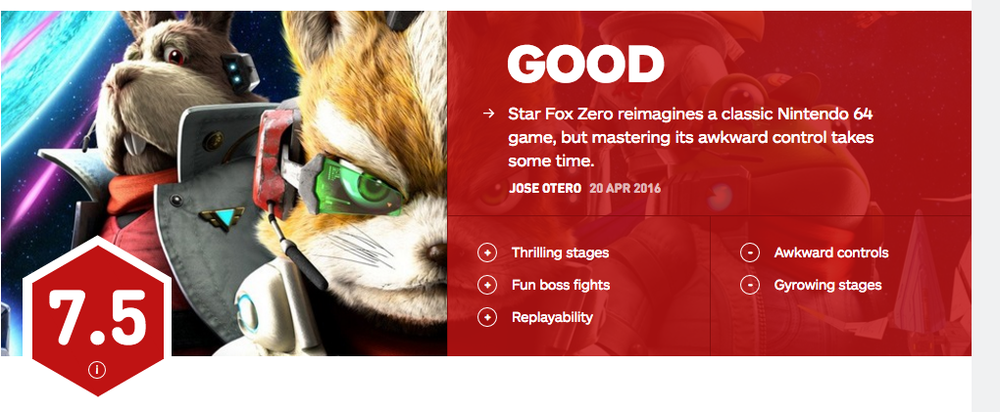 GOOD
→ Star Fox Zero reimagines a classic Nintendo 64
game, but mastering its awkward control takes
some time.
JOSE OTERO 20 APR 2016
+ Thrilling stages
+ Fun boss fights
+ Replayability
- Awkward controls
- Gyrowing stages
7.5
i